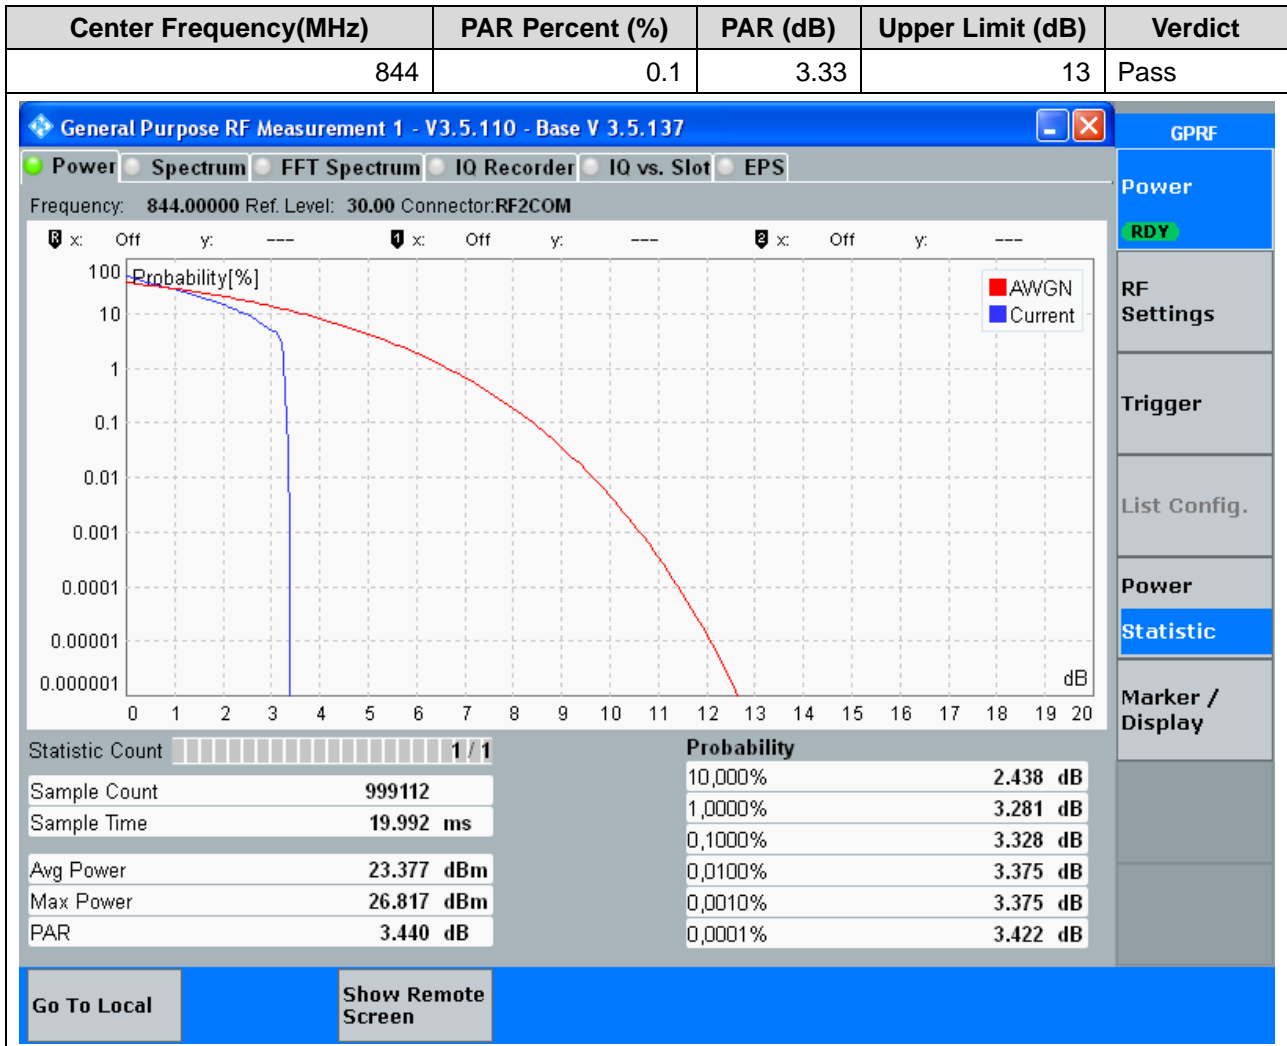 Center Frequency(MHz) PAR Percent (%) PAR (dB) Upper Limit (dB) Verdict
844 0.1 3.33 13 Pass
General Purpose RF Measurement 1 - V3.5.110 - Base V 3.5.137
GPRF
Power Spectrum FFT Spectrum IQ Recorder IQ vs. Slot EPS
Frequency: 844.00000 Ref. Level: 30.00 Connector:RF2COM
R x: Off y: --- 1 x: Off y: --- 2 x: Off y: ---
Probability[%]
AWGN
Current
100
10
1
0.1
0.01
0.001
0.0001
0.00001
0.000001
dB
0 1 2 3 4 5 6 7 8 9 10 11 12 13 14 15 16 17 18 19 20
Statistic Count 1 / 1
Sample Count 999112
Sample Time 19.992 ms
Avg Power 23.377 dBm
Max Power 26.817 dBm
PAR 3.440 dB
Probability
10,000% 2.438 dB
1,0000% 3.281 dB
0,1000% 3.328 dB
0,0100% 3.375 dB
0,0010% 3.375 dB
0,0001% 3.422 dB
Power
RDY
RF
Settings
Trigger
List Config.
Power
Statistic
Marker /
Display
Go To Local
Show Remote
Screen